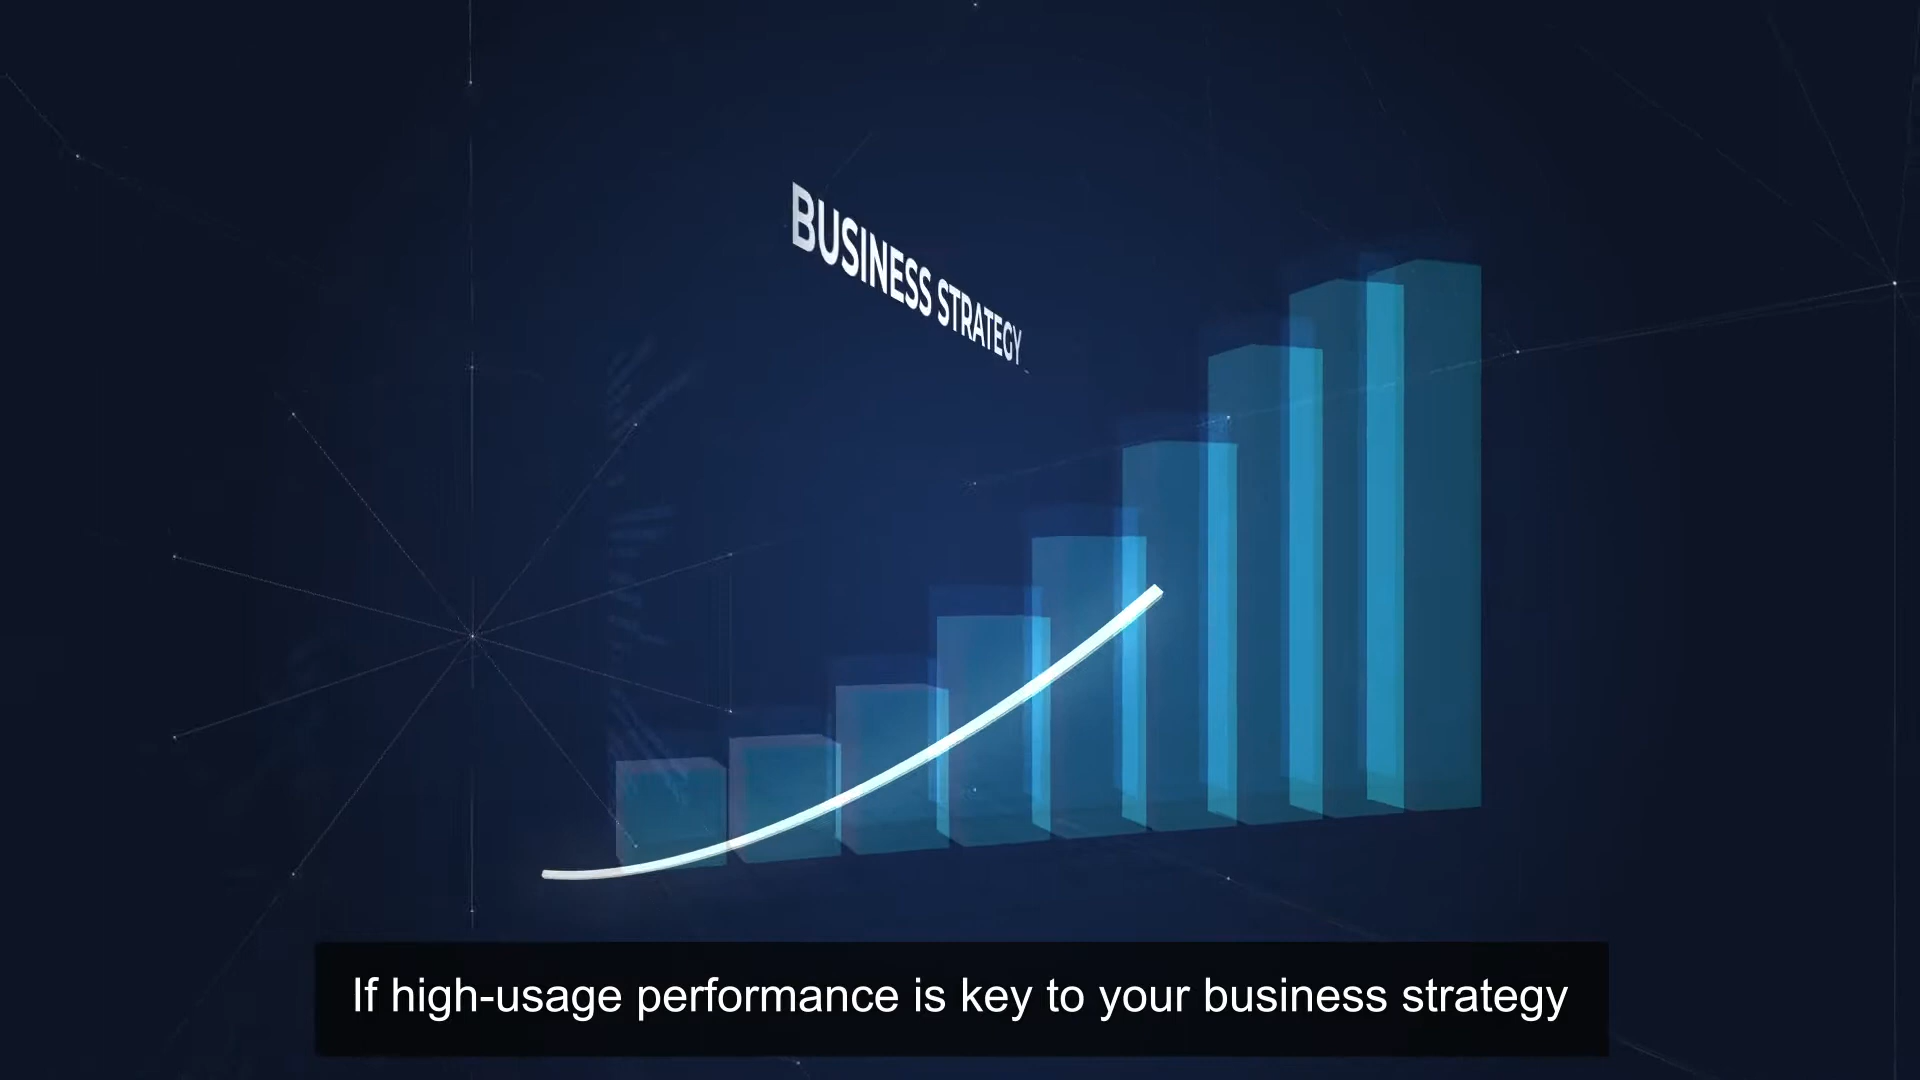 BUSINESS STRATEGY
If high-usage performance is key to your business strategy